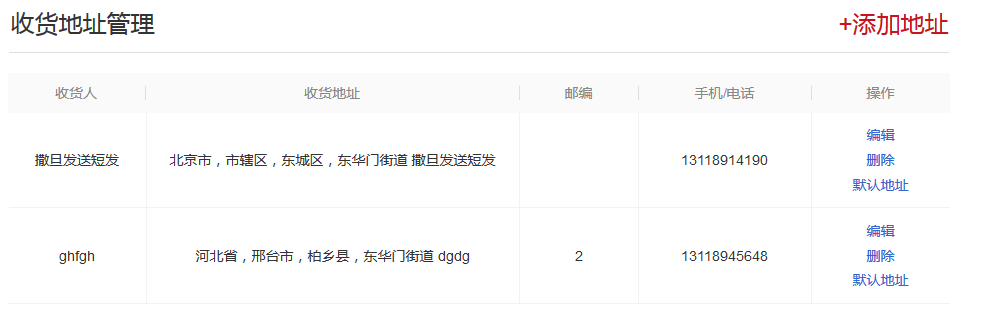 收货地址管理 +添加地址
收货人 收货地址 邮编 手机/电话 操作
撒旦发送短发 北京市，市辖区，东城区，东华门街道 撒旦发送短发 13118914190
编辑
删除
默认地址
ghfgh 河北省，邢台市，柏乡县，东华门街道 dgdg 2 13118945648
编辑
删除
默认地址